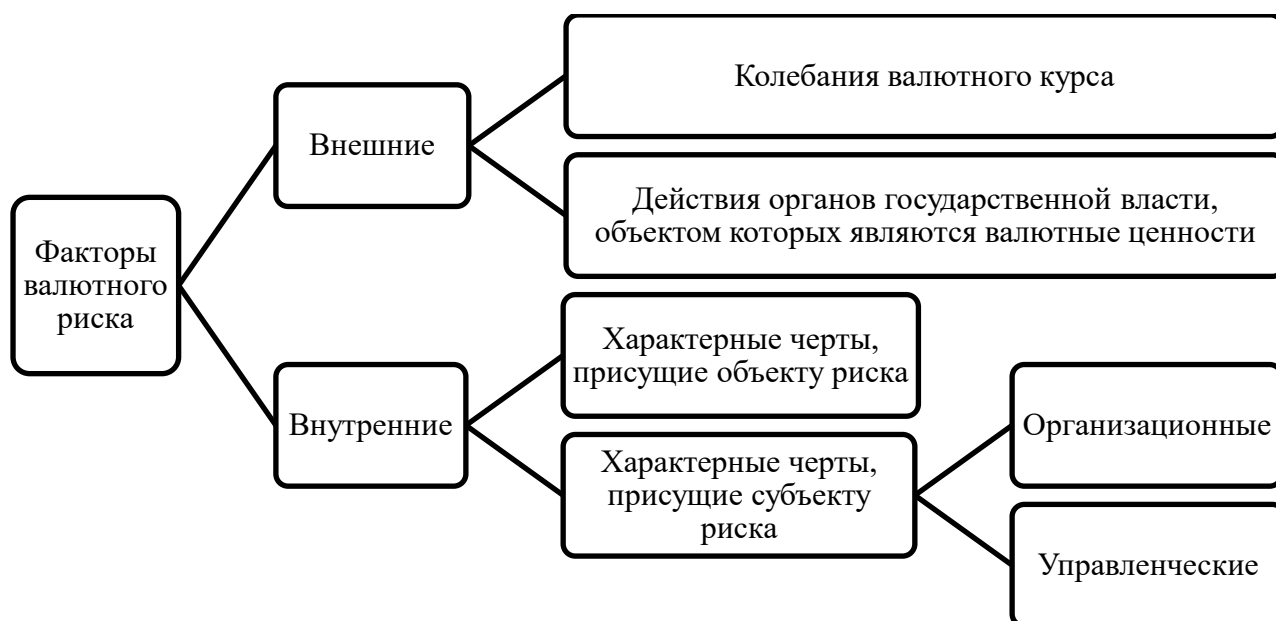 Факторы
валютного
риска
Внешние
Колебания валютного курса
Действия органов государственной власти,
объектом которых являются валютные ценности
Внутренние
Характерные черты,
присущие объекту риска
Характерные черты,
присущие субъекту
риска
Организационные
Управленческие